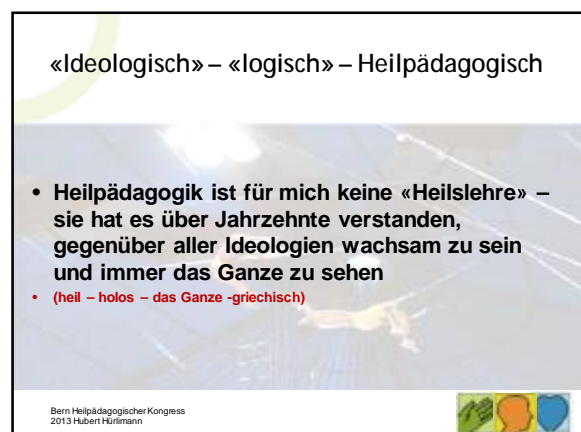 «Ideologisch» – «logisch» – Heilpädagogisch
• Heilpädagogik ist für mich keine «Heilslehre» –
sie hat es über Jahrzehnte verstanden,
gegenüber aller Ideologien wachsam zu sein
und immer das Ganze zu sehen
• (heil – holos – das Ganze -griechisch)
Bern Heilpädagogischer Kongress
2013 Hubert Hürlimann